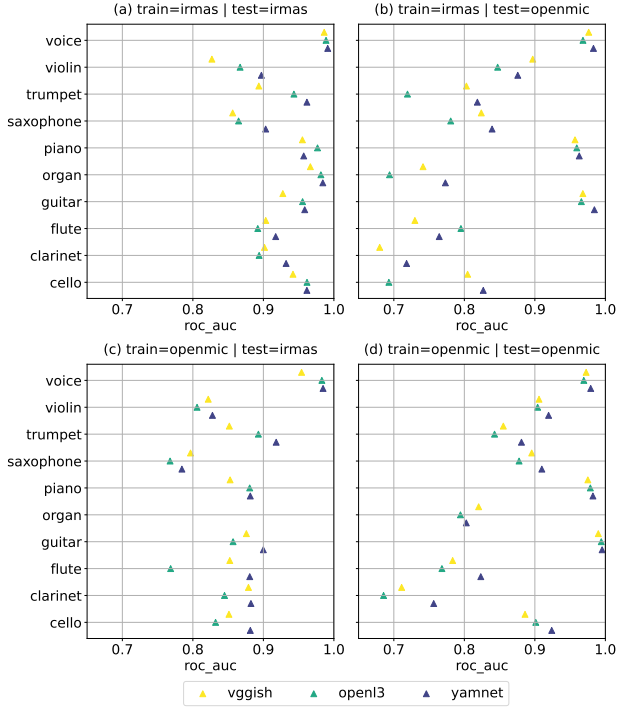 (a) train=irmas | test=irmas
(b) train=irmas | test=openmic
voice
violin
trumpet
saxophone
piano
organ
guitar
flute
clarinet
cello
0.7 0.8 0.9 1.0
roc_auc
0.7 0.8 0.9 1.0
roc_auc
(c) train=openmic | test=irmas
(d) train=openmic | test=openmic
voice
violin
trumpet
saxophone
piano
organ
guitar
flute
clarinet
cello
0.7 0.8 0.9 1.0
roc_auc
0.7 0.8 0.9 1.0
roc_auc
vggish openl3 yamnet